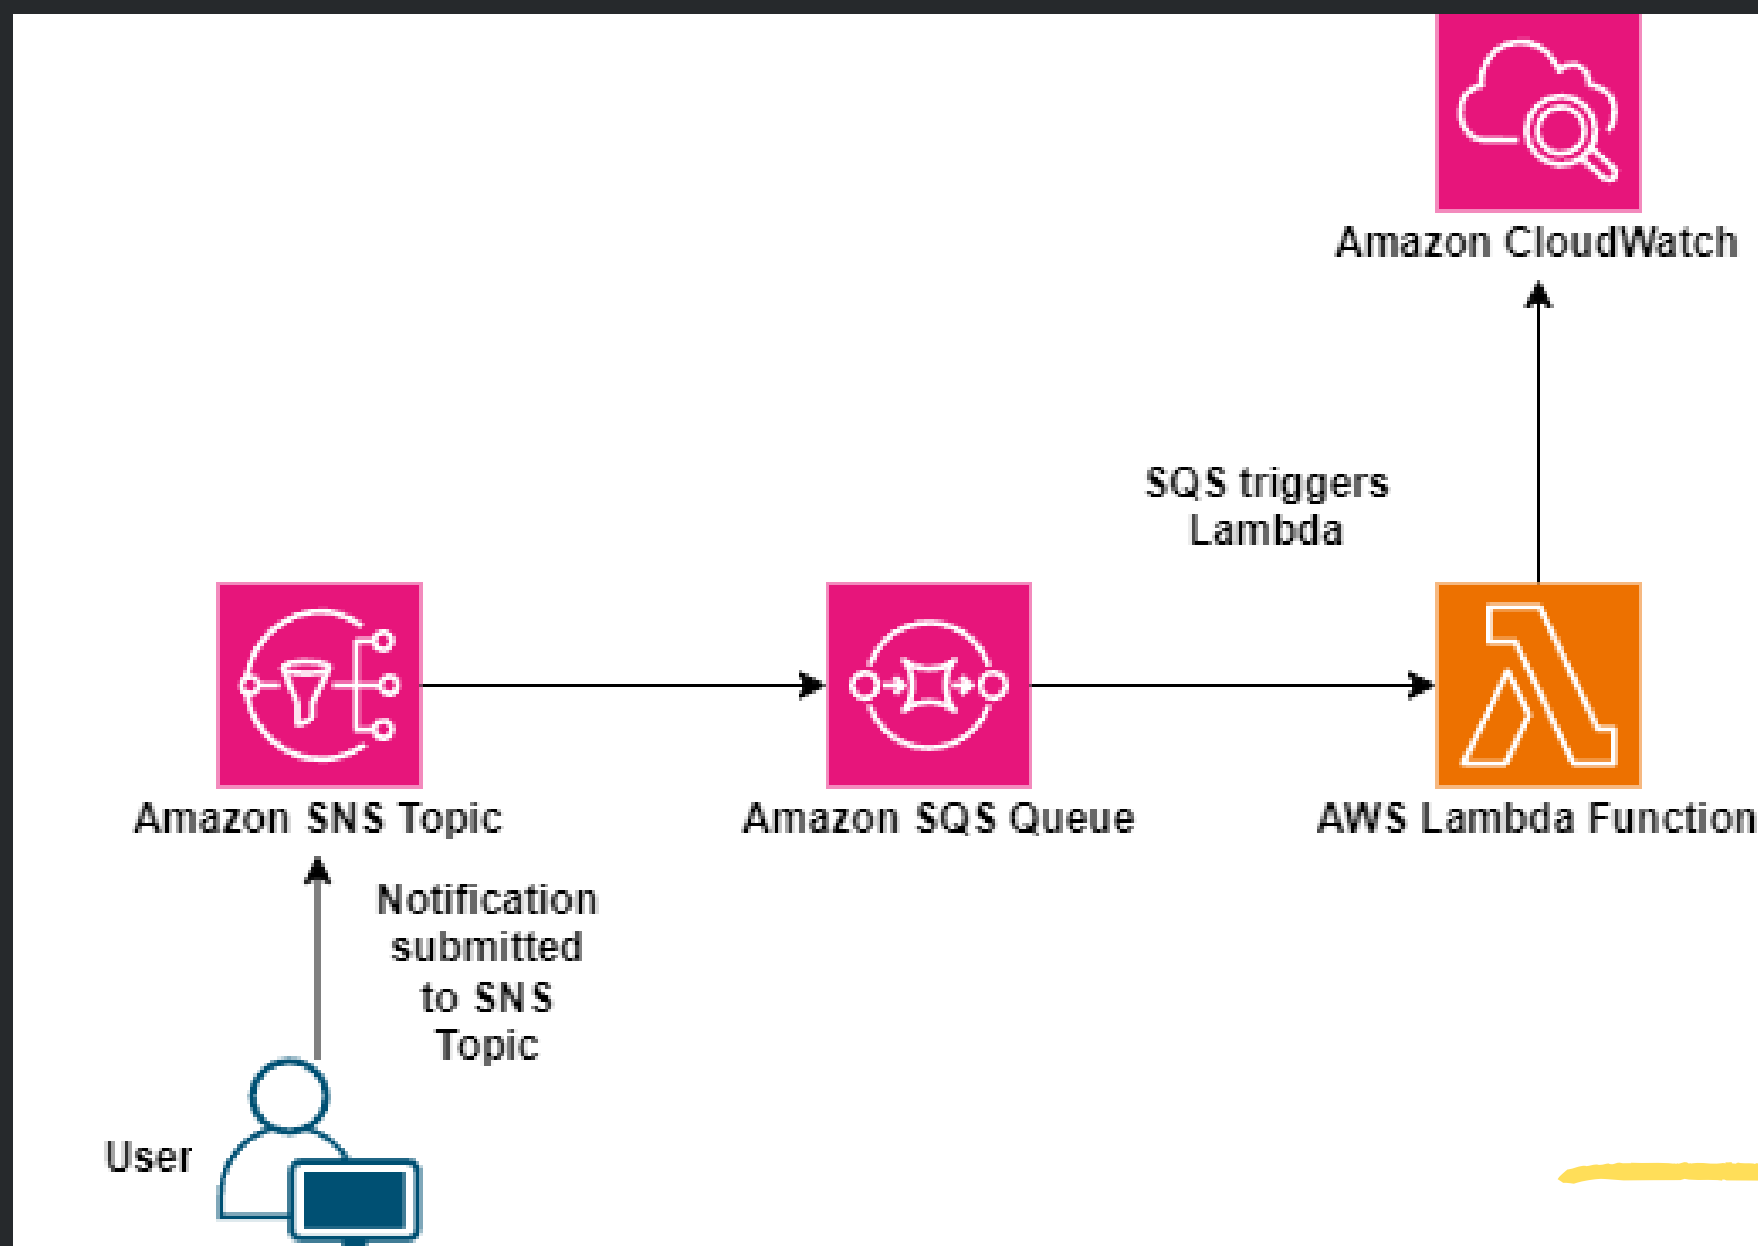 Amazon CloudWatch
SQS triggers
Lambda
Amazon SNS Topic
Amazon SQS Queue
AWS Lambda Function
Notification
submitted
to SNS
Topic
User